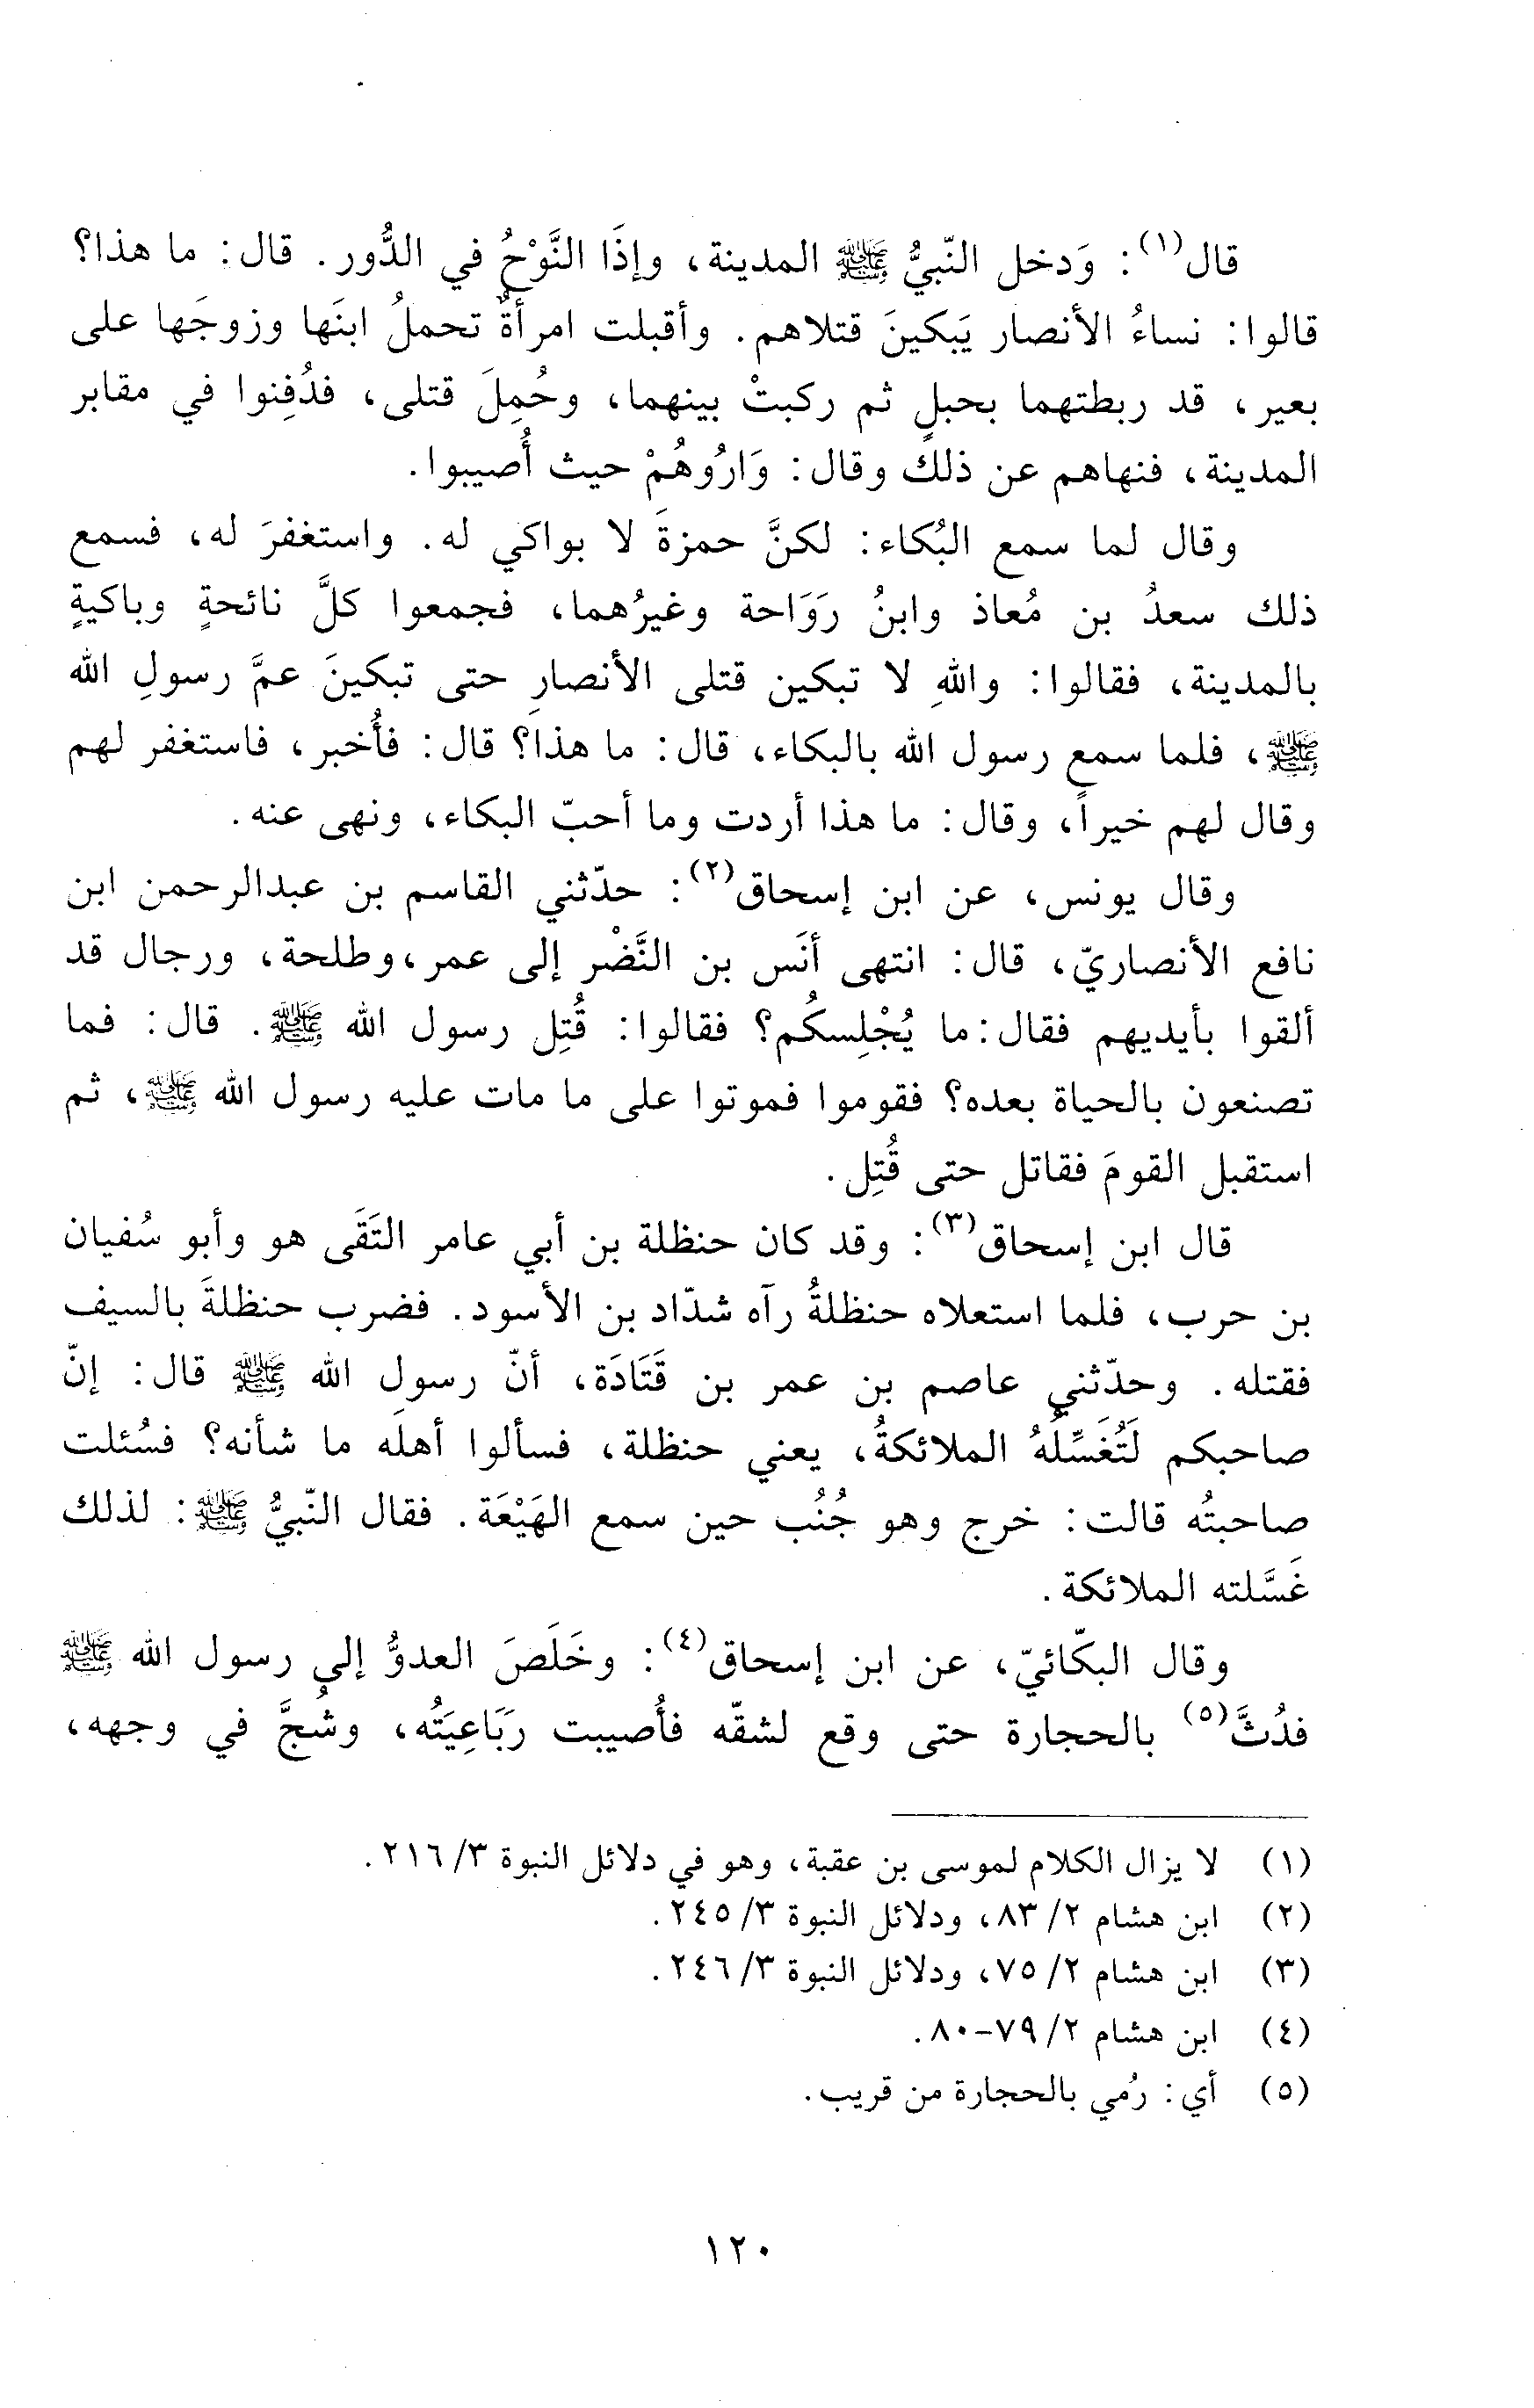 قال(١): وَدخل النّبيُّ ﷺ المدينة، وإذَا النَّوْحُ في الدُّور. قال: ما هذا؟
قالوا: نساءُ الأنصار يَبكينَ قتلاهم. وأقبلت امرأةٌ تحملُ ابنَها وزوجَها على
بعير، قد ربطتهما بحبلٍ ثم ركبتْ بينهما، وحُمِلَ قتلى، فدُفِنوا في مقابر
المدينة، فنهاهم عن ذلك وقال: وَارُوهُمْ حيث أُصيبوا.
وقال لما سمع البُكاء: لكنَّ حمزةَ لا بواكي له. واستغفرَ له، فسمع
ذلك سعدُ بن مُعاذ وابنُ رَوَاحة وغيرُهما، فجمعوا كلَّ نائحةٍ وباكيةٍ
بالمدينة، فقالوا: واللهِ لا تبكين قتلى الأنصارِ حتى تبكينَ عمَّ رسولِ الله
ﷺ، فلما سمع رسول الله بالبكاء، قال: ما هذا؟ قال: فأُخبر، فاستغفر لهم
وقال لهم خيراً، وقال: ما هذا أردت وما أحبّ البكاء، ونهى عنه.
وقال يونس، عن ابن إسحاق(٢): حدّثني القاسم بن عبدالرحمن ابن
نافع الأنصاريّ، قال: انتهى أنَس بن النَّضْر إلى عمر، وطلحة، ورجال قد
ألقوا بأيديهم فقال: ما يُجْلِسكُم؟ فقالوا: قُتِل رسول الله ﷺ. قال: فما
تصنعون بالحياة بعده؟ فقوموا فموتوا على ما مات عليه رسول الله ﷺ، ثم
استقبل القومَ فقاتل حتى قُتِل.
قال ابن إسحاق(٣): وقد كان حنظلة بن أبي عامر التَقَى هو وأبو سُفيان
بن حرب، فلما استعلاه حنظلةُ رآه شدّاد بن الأسود. فضرب حنظلةَ بالسيف
فقتله. وحدّثني عاصم بن عمر بن قَتَادَة، أنّ رسول الله ﷺ قال: إنّ
صاحبكم لَتُغَسِّلُهُ الملائكةُ، يعني حنظلة، فسألوا أهلَه ما شأنه؟ فسُئلت
صاحبتُه قالت: خرج وهو جُنُب حين سمع الهَيْعَة. فقال النّبيُّ ﷺ: لذلك
غَسَّلته الملائكة.
وقال البكّائيّ، عن ابن إسحاق(٤): وخَلَصَ العدوُّ إلى رسول الله ﷺ
فدُثَّ(٥) بالحجارة حتى وقع لشقّه فأُصيبت رَبَاعِيَتُه، وشُجَّ في وجهه،
(١) لا يزال الكلام لموسى بن عقبة، وهو في دلائل النبوة ٣/ ٢١٦.
(٢) ابن هشام ٢/ ٨٣، ودلائل النبوة ٣/ ٢٤٥.
(٣) ابن هشام ٢/ ٧٥، ودلائل النبوة ٣/ ٢٤٦.
(٤) ابن هشام ٢/ ٧٩-٨٠.
(٥) أي: رُمي بالحجارة من قريب.
١٢٠